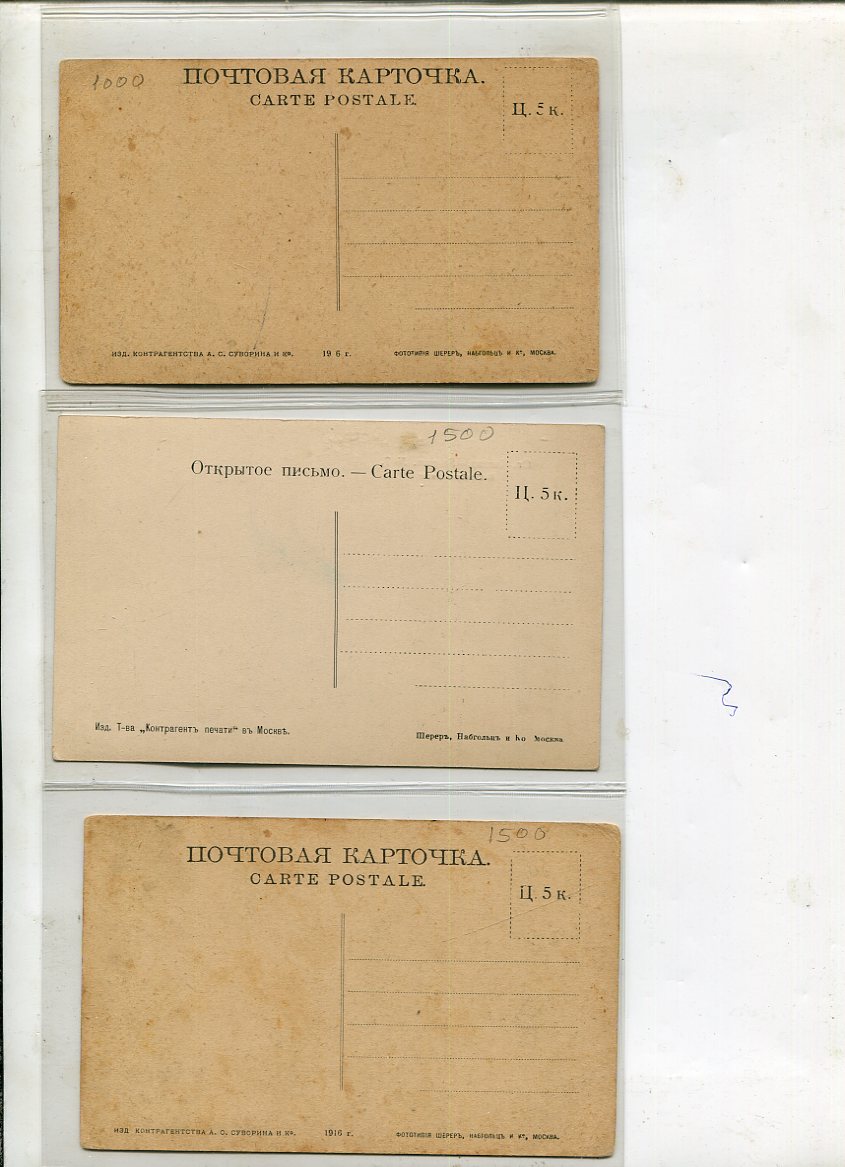 1000
ПОЧТОВАЯ КАРТОЧКА.
CARTE POSTALE.
Ц. 5 к.
ИЗД. КОНТРАГЕНТСТВА А. С. СУВОРИНА И Кº. 19 6 г. ФОТОТИПІЯ ШЕРЕРЪ, НАБГОЛЬЦЪ И Кº, МОСКВА.
1500
Открытое письмо. — Carte Postale.
Ц. 5 к.
Изд. Т-ва „Контрагентъ печати“ въ Москвѣ. Шереръ, Набгольцъ и Ко Москва
1500
ПОЧТОВАЯ КАРТОЧКА.
CARTE POSTALE.
Ц. 5 к.
ИЗД. КОНТРАГЕНТСТВА А. С. СУВОРИНА И Кº. 1916 г. ФОТОТИПІЯ ШЕРЕРЪ, НАБГОЛЬЦЪ И Кº, МОСКВА.